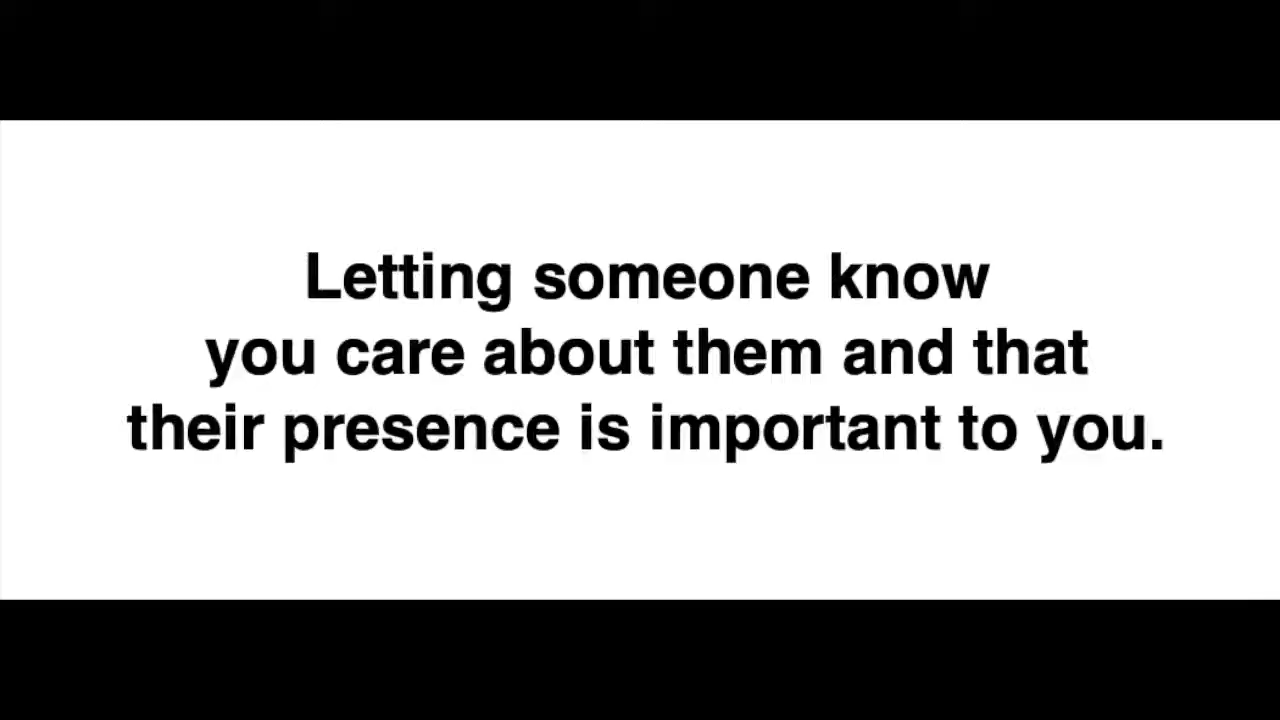 Letting someone know
you care about them and that
their presence is important to you.